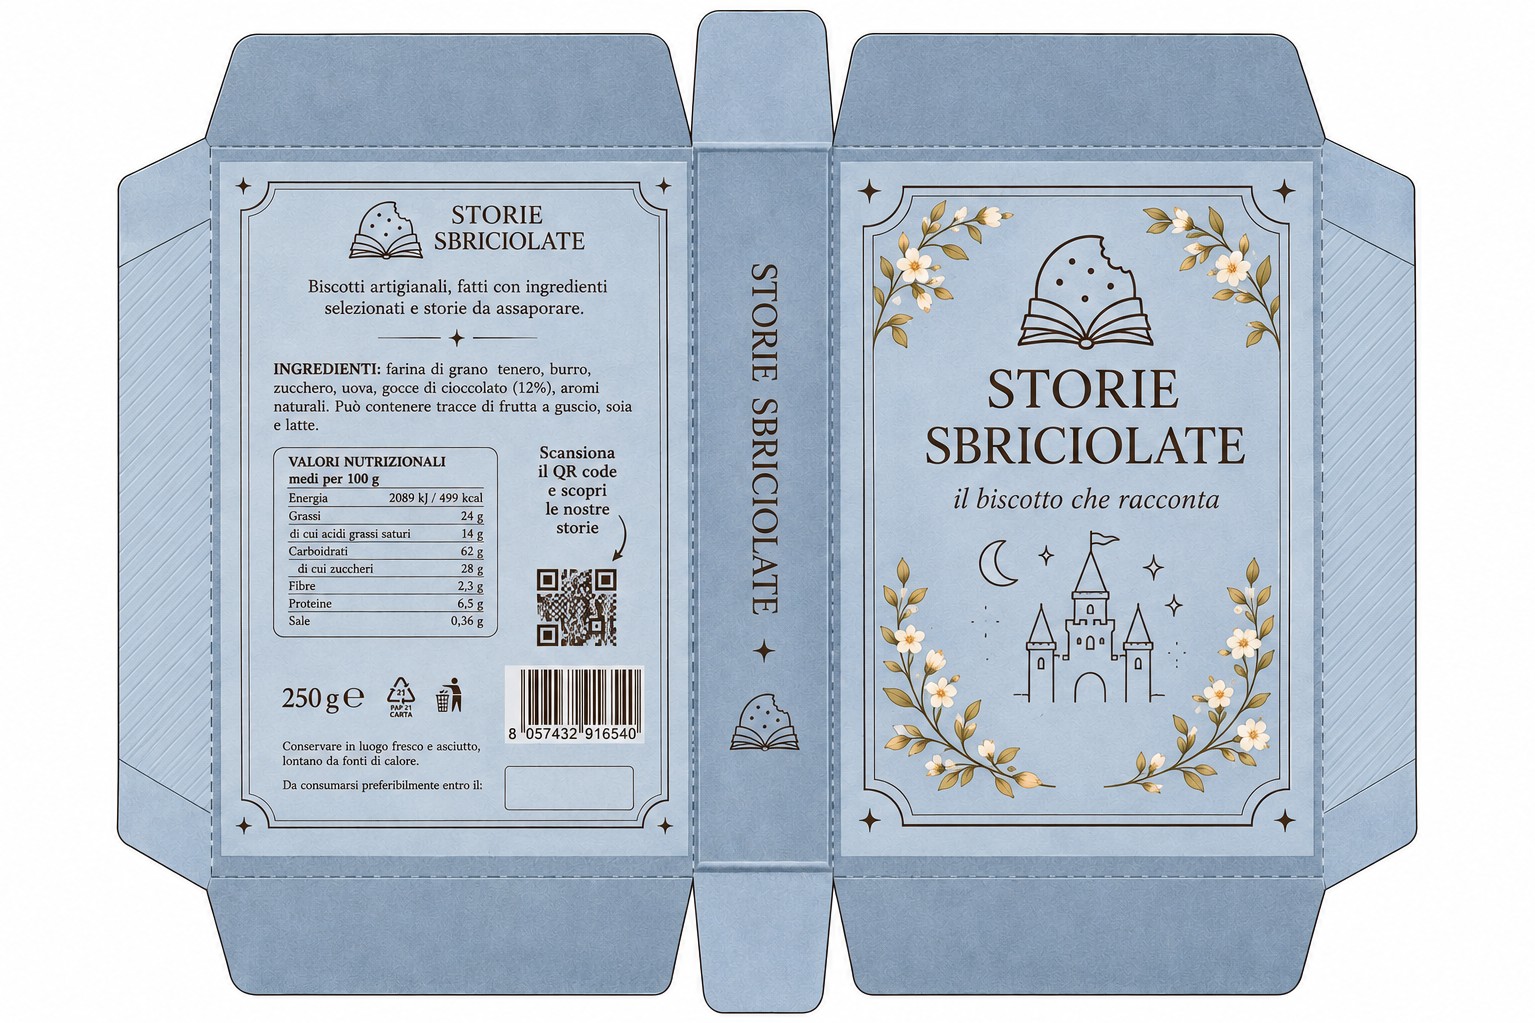 STORIE
SBRICIOLATE
Biscotti artigianali, fatti con ingredienti
selezionati e storie da assaporare.
INGREDIENTI: farina di grano tenero, burro,
zucchero, uova, gocce di cioccolato (12%), aromi
naturali. Può contenere tracce di frutta a guscio, soia
e latte.
VALORI NUTRIZIONALI
medi per 100 g
Energia 2089 kJ / 499 kcal
Grassi 24 g
di cui acidi grassi saturi 14 g
Carboidrati 62 g
di cui zuccheri 28 g
Fibre 2,3 g
Proteine 6,5 g
Sale 0,36 g
Scansiona
il QR code
e scopri
le nostre
storie
250 g ℮
21
PAP 21
CARTA
8 057432 916540
Conservare in luogo fresco e asciutto,
lontano da fonti di calore.
Da consumarsi preferibilmente entro il:
STORIE SBRICIOLATE
STORIE
SBRICIOLATE
il biscotto che racconta